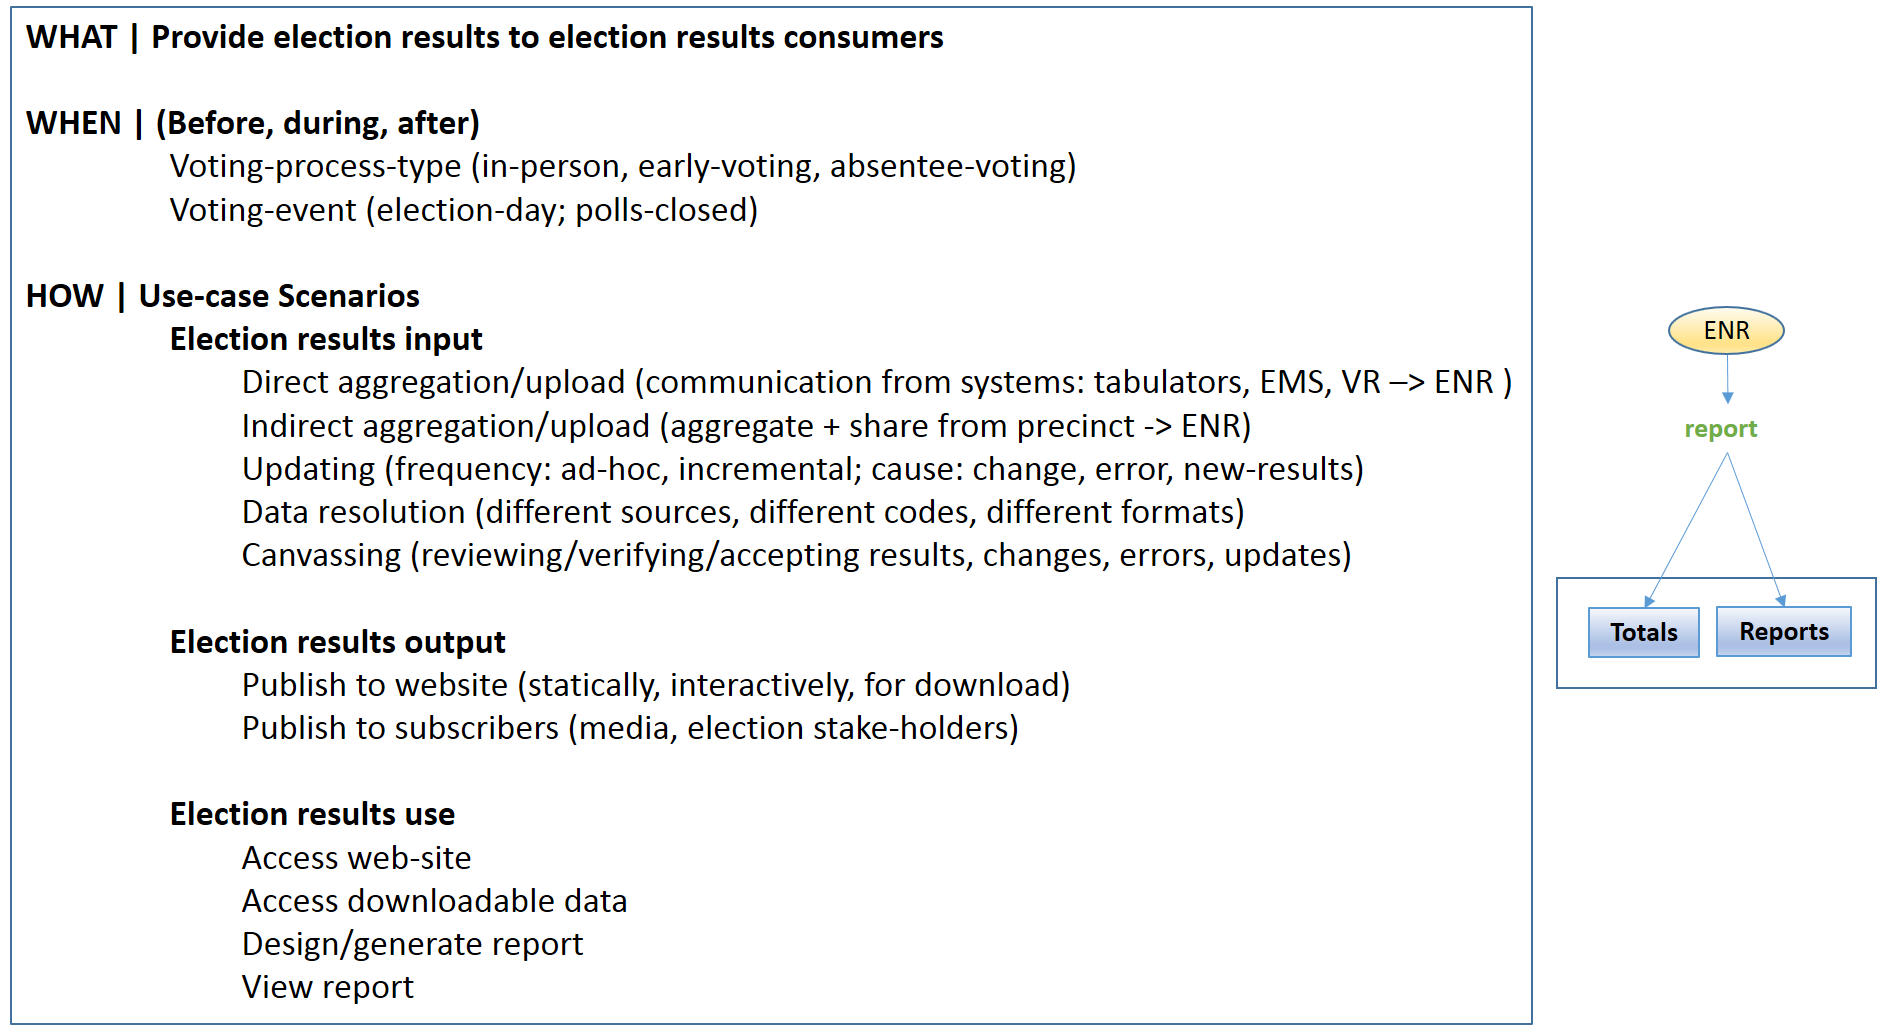 WHAT | Provide election results to election results consumers
WHEN | (Before, during, after)
Voting-process-type (in-person, early-voting, absentee-voting)
Voting-event (election-day; polls-closed)
HOW | Use-case Scenarios
Election results input
Direct aggregation/upload (communication from systems: tabulators, EMS, VR –> ENR )
Indirect aggregation/upload (aggregate + share from precinct -> ENR)
Updating (frequency: ad-hoc, incremental; cause: change, error, new-results)
Data resolution (different sources, different codes, different formats)
Canvassing (reviewing/verifying/accepting results, changes, errors, updates)
Election results output
Publish to website (statically, interactively, for download)
Publish to subscribers (media, election stake-holders)
Election results use
Access web-site
Access downloadable data
Design/generate report
View report
ENR
report
Totals
Reports